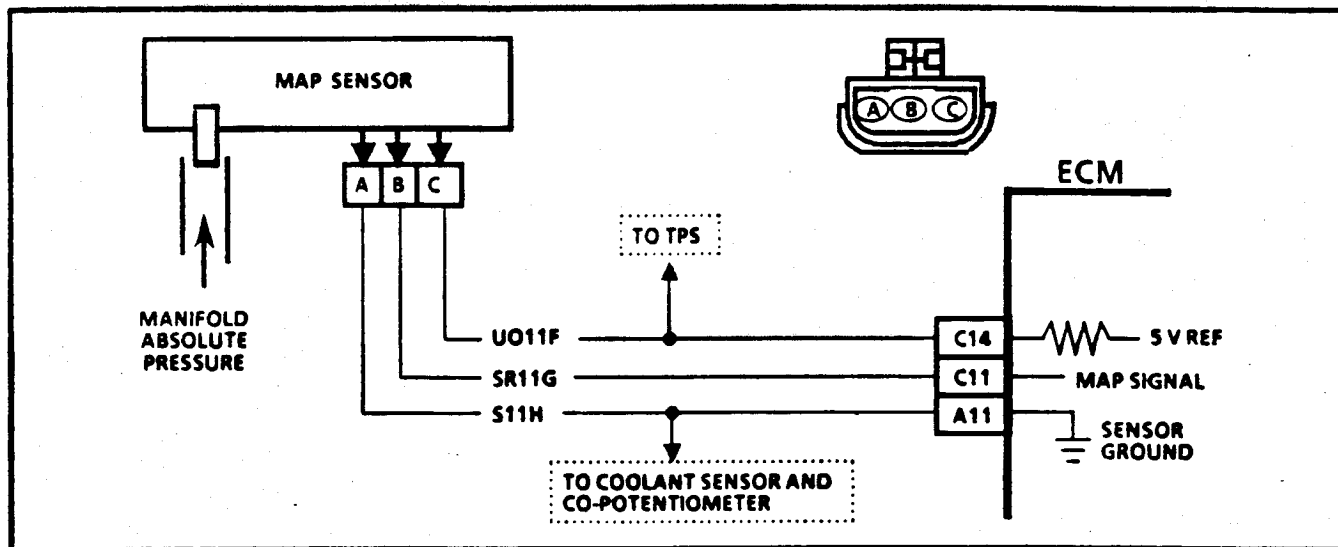 MAP SENSOR
A B C
A B C
ECM
TO TPS
MANIFOLD
ABSOLUTE
PRESSURE
UO11F
C14
5 V REF
SR11G
C11
MAP SIGNAL
S11H
A11
SENSOR
GROUND
TO COOLANT SENSOR AND
CO-POTENTIOMETER